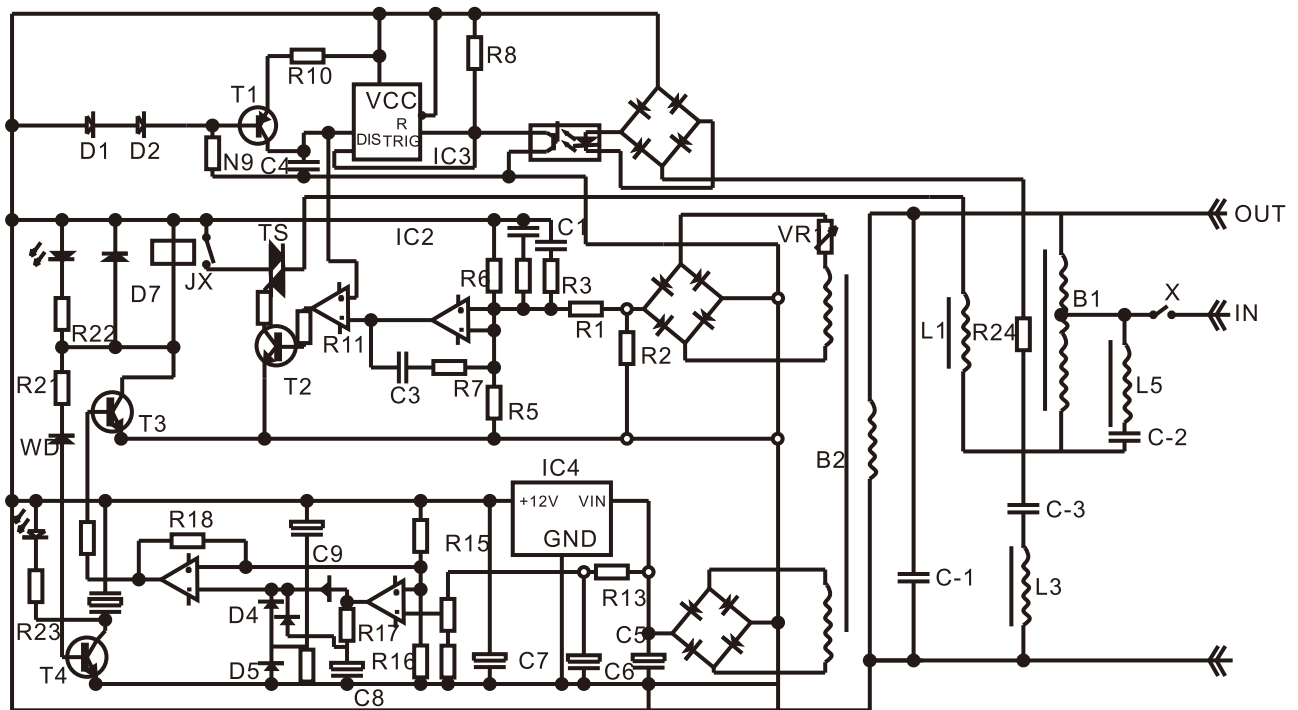 R8
R10
T1
VCC
R
DIS TRIG
IC3
D1
D2
N9
C4
OUT
TS
IC2
C1
VR1
JX
D7
R6
R3
B1
X
IN
R22
R11
R1
R2
L1
R24
R21
T2
C3
R7
L5
T3
R5
C-2
WD
B2
IC4
+12V
VIN
GND
R18
C9
R15
C-3
C-1
L3
R13
D4
R17
R23
C5
T4
D5
R16
C7
C6
C8